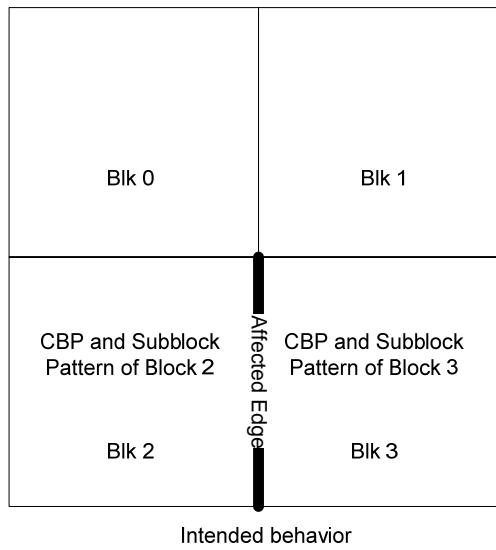 Blk 0
Blk 1
CBP and Subblock
Pattern of Block 2
CBP and Subblock
Pattern of Block 3
Affected Edge
Blk 2
Blk 3
Intended behavior